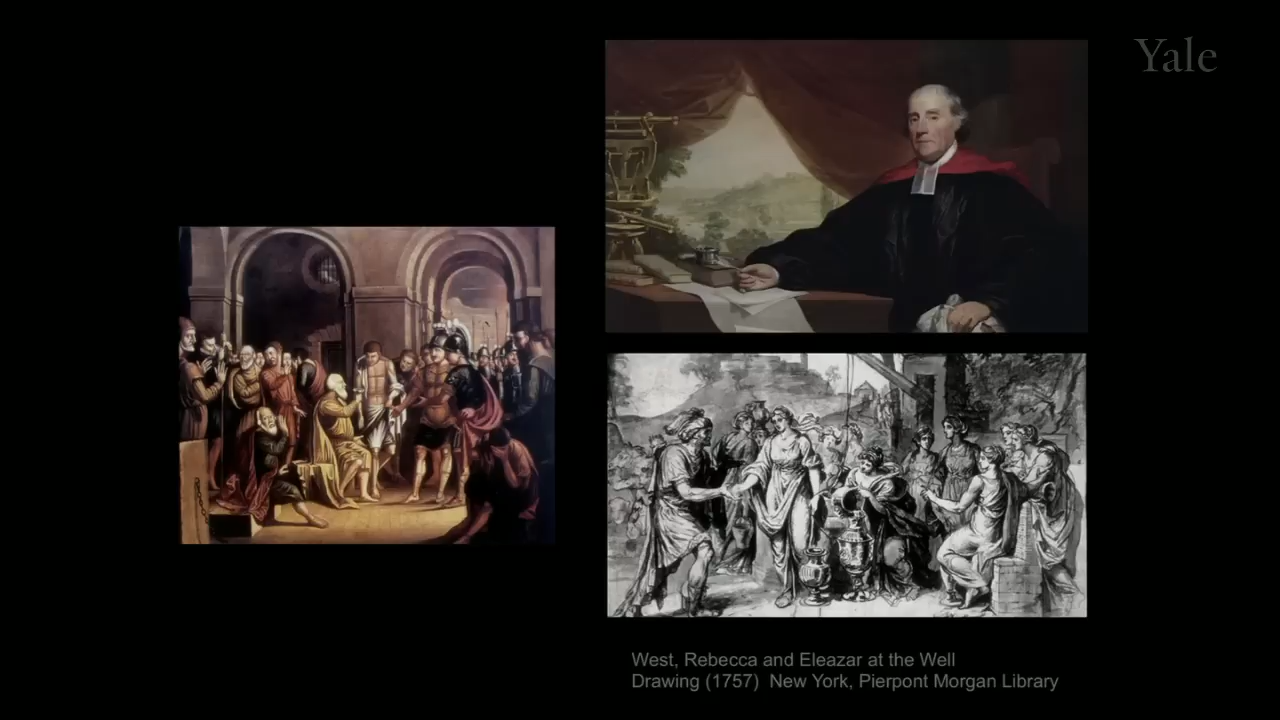 Yale
West, Rebecca and Eleazar at the Well
Drawing (1757)  New York, Pierpont Morgan Library